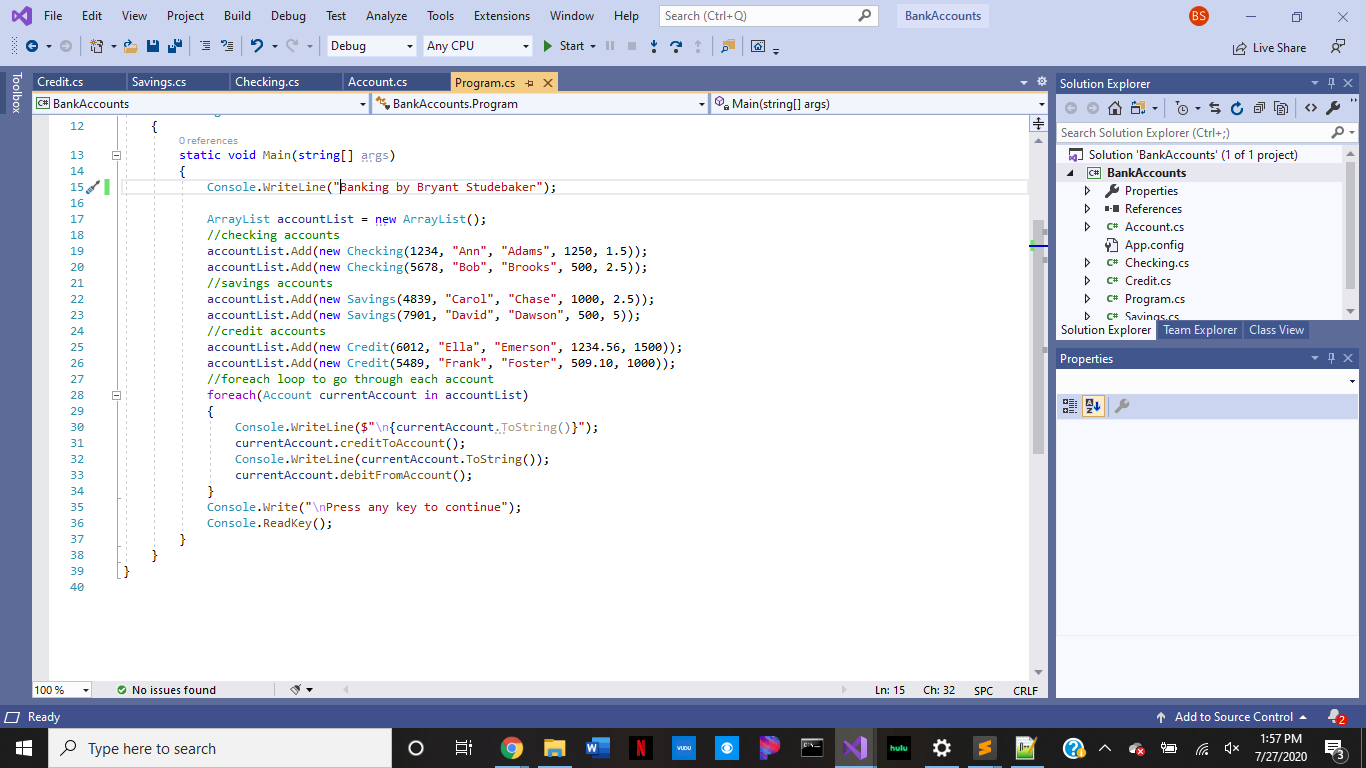 File Edit View Project Build Debug Test Analyze Tools Extensions Window Help Search (Ctrl+Q) BankAccounts BS
Debug Any CPU Start Live Share
Toolbox
Credit.cs Savings.cs Checking.cs Account.cs Program.cs
BankAccounts BankAccounts.Program Main(string[] args)
12 {
0 references
13 static void Main(string[] args)
14 {
15 Console.WriteLine("Banking by Bryant Studebaker");
16
17 ArrayList accountList = new ArrayList();
18 //checking accounts
19 accountList.Add(new Checking(1234, "Ann", "Adams", 1250, 1.5));
20 accountList.Add(new Checking(5678, "Bob", "Brooks", 500, 2.5));
21 //savings accounts
22 accountList.Add(new Savings(4839, "Carol", "Chase", 1000, 2.5));
23 accountList.Add(new Savings(7901, "David", "Dawson", 500, 5));
24 //credit accounts
25 accountList.Add(new Credit(6012, "Ella", "Emerson", 1234.56, 1500));
26 accountList.Add(new Credit(5489, "Frank", "Foster", 509.10, 1000));
27 //foreach loop to go through each account
28 foreach(Account currentAccount in accountList)
29 {
30 Console.WriteLine($"\n{currentAccount.ToString()}");
31 currentAccount.creditToAccount();
32 Console.WriteLine(currentAccount.ToString());
33 currentAccount.debitFromAccount();
34 }
35 Console.Write("\nPress any key to continue");
36 Console.ReadKey();
37 }
38 }
39 }
40
100 % No issues found Ln: 15 Ch: 32 SPC CRLF
Solution Explorer
Search Solution Explorer (Ctrl+;)
Solution 'BankAccounts' (1 of 1 project)
C# BankAccounts
Properties
References
C# Account.cs
App.config
C# Checking.cs
C# Credit.cs
C# Program.cs
C# Savings.cs
Solution Explorer Team Explorer Class View
Properties
Ready Add to Source Control 2
Type here to search W N VUDU hulu 1:57 PM
7/27/2020 3